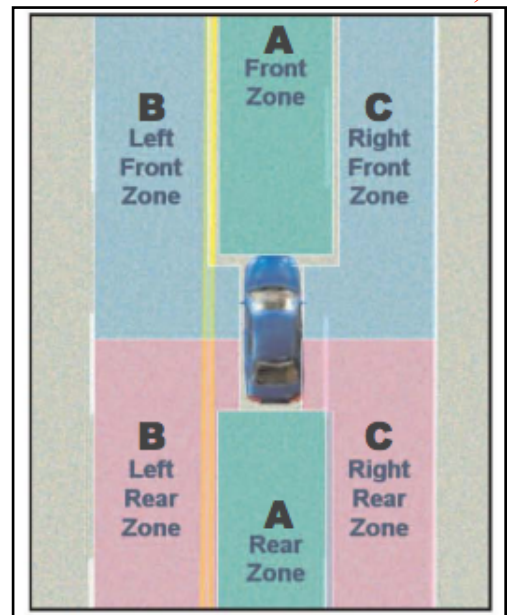 A
Front
Zone
B
Left
Front
Zone
C
Right
Front
Zone
B
Left
Rear
Zone
C
Right
Rear
Zone
A
Rear
Zone